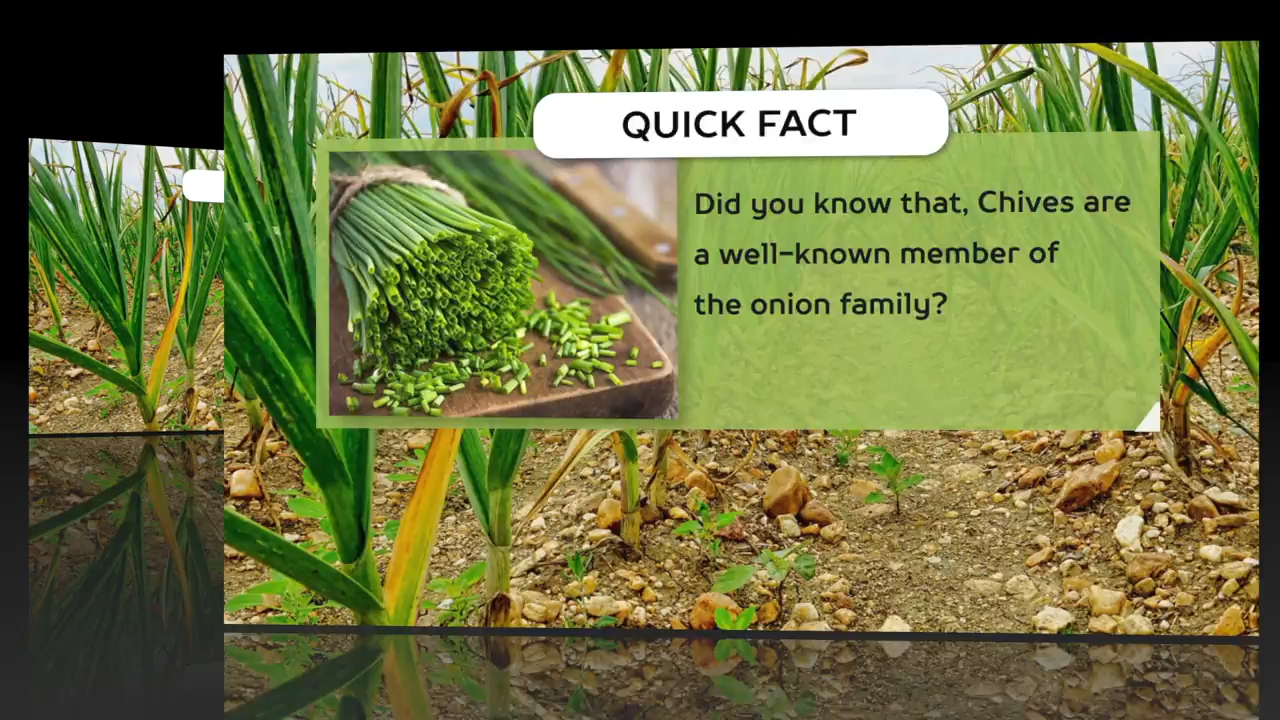 QUICK FACT
Did you know that, Chives are
a well-known member of
the onion family?